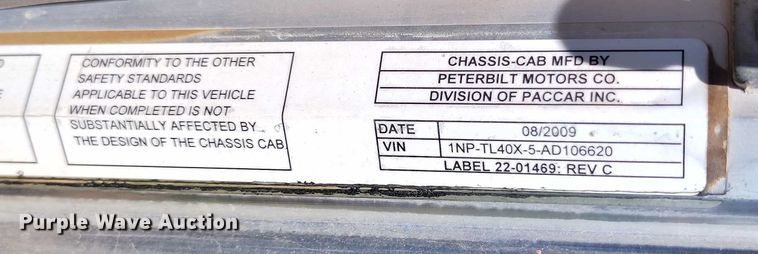 CONFORMITY TO THE OTHER
SAFETY STANDARDS
APPLICABLE TO THIS VEHICLE
WHEN COMPLETED IS NOT
SUBSTANTIALLY AFFECTED BY
THE DESIGN OF THE CHASSIS CAB
CHASSIS-CAB MFD BY
PETERBILT MOTORS CO.
DIVISION OF PACCAR INC.
DATE 08/2009
VIN 1NP-TL40X-5-AD106620
LABEL 22-01469: REV C
Purple Wave Auction